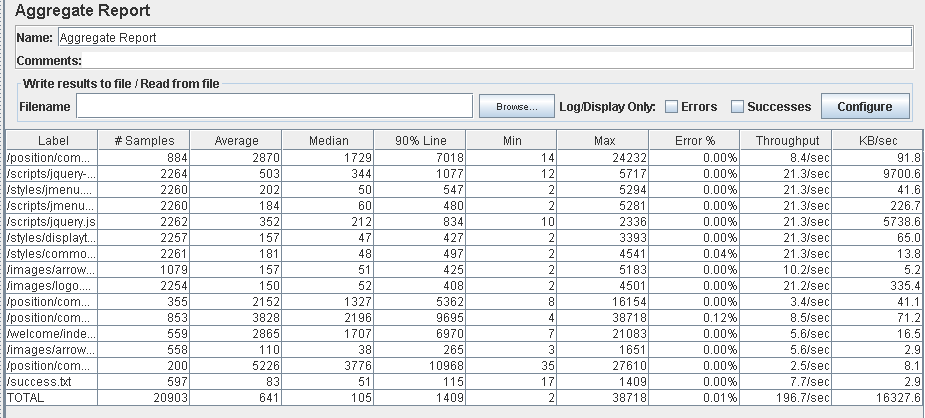 Aggregate Report
Name: Aggregate Report
Comments:
Write results to file / Read from file
Filename Browse... Log/Display Only: Errors Successes Configure
Label # Samples Average Median 90% Line Min Max Error % Throughput KB/sec
/position/com... 884 2870 1729 7018 14 24232 0.00% 8.4/sec 91.8
/scripts/jquery-... 2264 503 344 1077 12 5717 0.00% 21.3/sec 9700.6
/styles/jmenu.... 2260 202 50 547 2 5294 0.00% 21.3/sec 41.6
/scripts/jmenu... 2260 184 60 480 2 5281 0.00% 21.3/sec 226.7
/scripts/jquery.js 2262 352 212 834 10 2336 0.00% 21.3/sec 5738.6
/styles/displayt... 2257 157 47 427 2 3393 0.00% 21.3/sec 65.0
/styles/commo... 2261 181 48 497 2 4541 0.04% 21.3/sec 13.8
/images/arrow... 1079 157 51 425 2 5183 0.00% 10.2/sec 5.2
/images/logo.... 2254 150 52 408 2 4501 0.00% 21.2/sec 335.4
/position/com... 355 2152 1327 5362 8 16154 0.00% 3.4/sec 41.1
/position/com... 853 3828 2196 9695 4 38718 0.12% 8.5/sec 71.2
/welcome/inde... 559 2865 1707 6970 7 21083 0.00% 5.6/sec 16.5
/images/arrow... 558 110 38 265 3 1651 0.00% 5.6/sec 2.9
/position/com... 200 5226 3776 10968 35 27610 0.00% 2.5/sec 8.1
/success.txt 597 83 51 115 17 1409 0.00% 7.7/sec 2.9
TOTAL 20903 641 105 1409 2 38718 0.01% 196.7/sec 16327.6